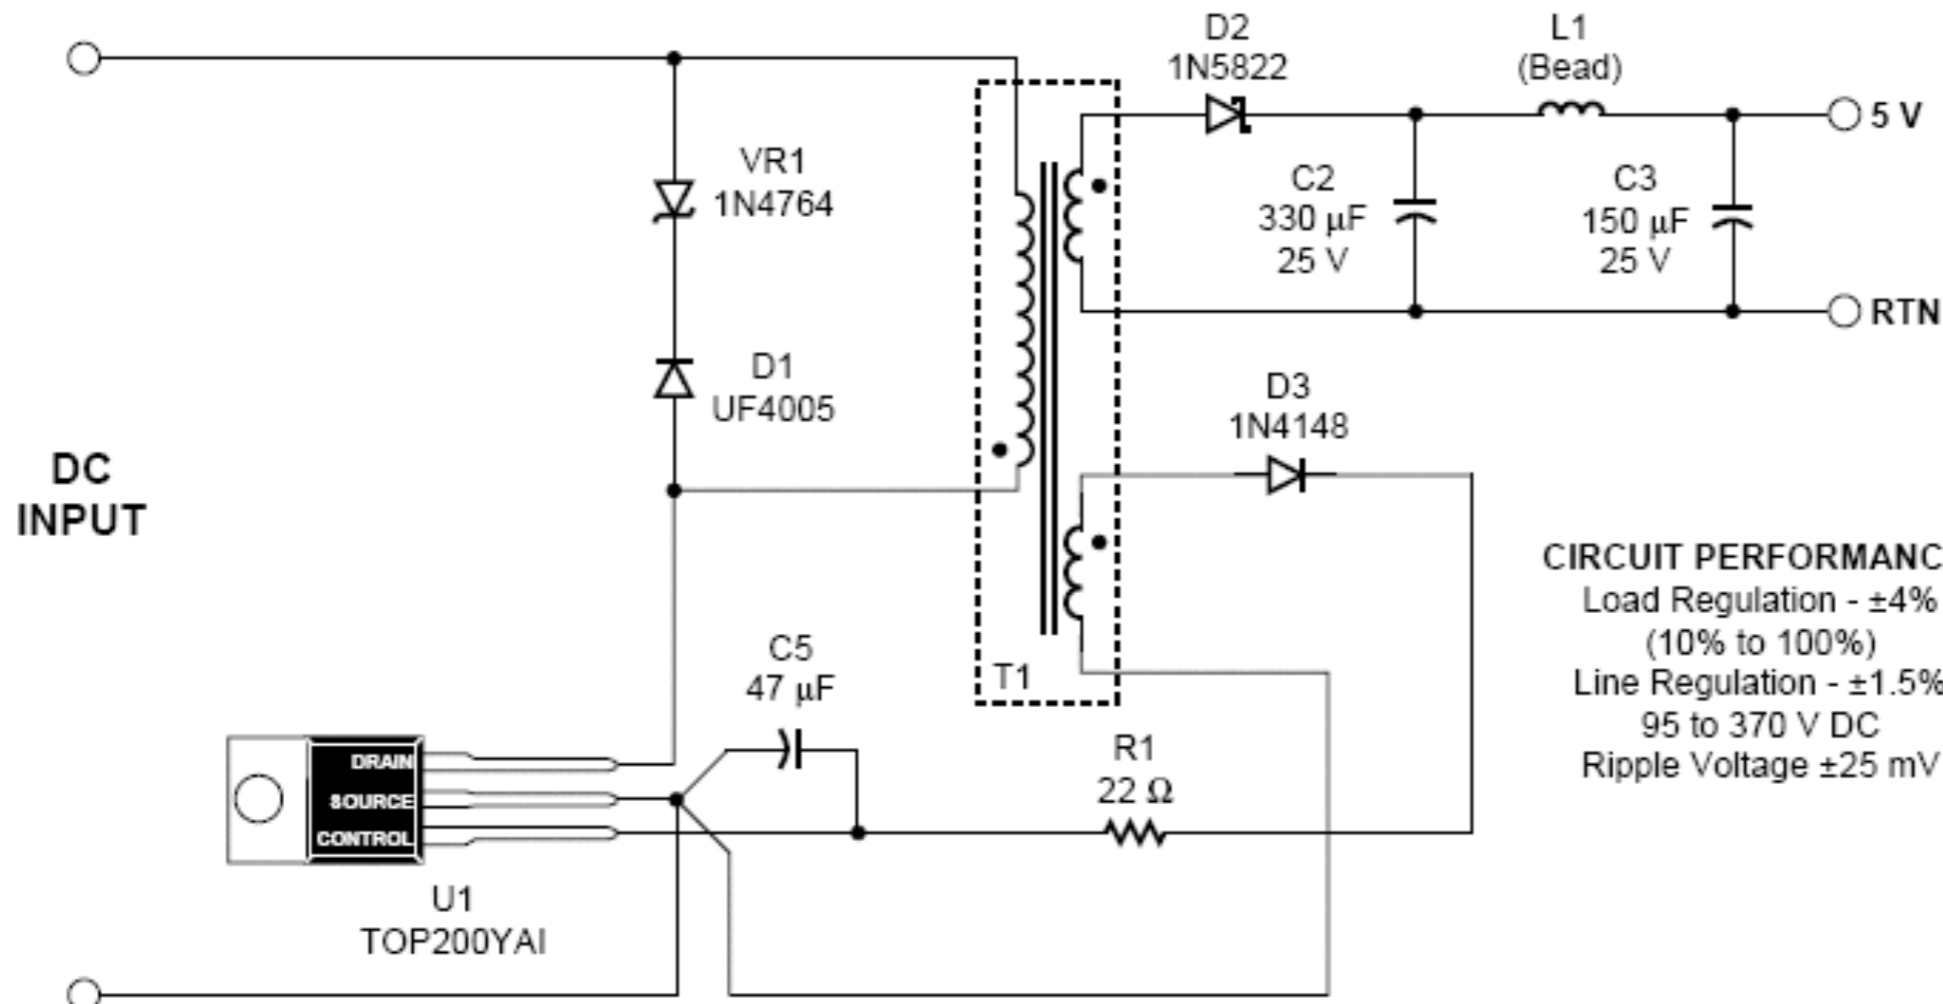 D2
1N5822
L1
(Bead)
5 V
VR1
1N4764
C2
330 μF
25 V
C3
150 μF
25 V
RTN
D1
UF4005
D3
1N4148
DC
INPUT
CIRCUIT PERFORMANC
Load Regulation - ±4%
(10% to 100%)
Line Regulation - ±1.5%
95 to 370 V DC
Ripple Voltage ±25 mV
T1
C5
47 μF
R1
22 Ω
DRAIN
SOURCE
CONTROL
U1
TOP200YAI